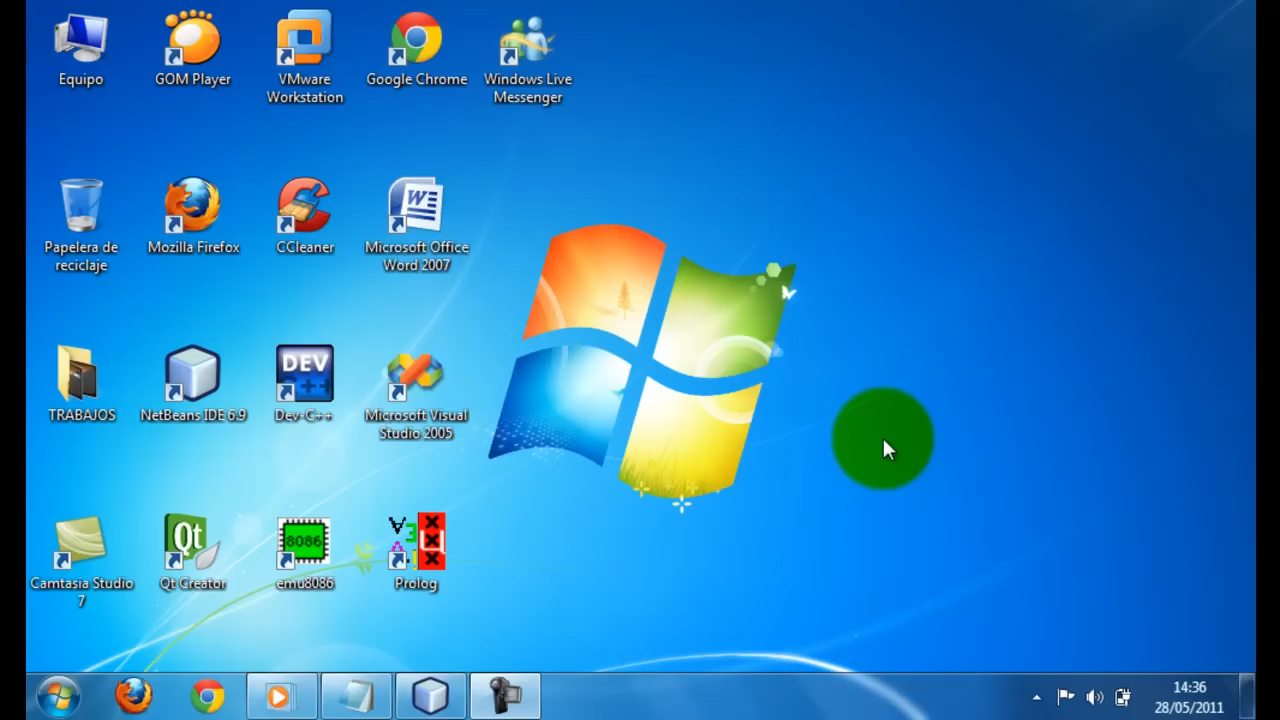 Equipo
GOM Player
VMware
Workstation
Google Chrome
Windows Live
Messenger
Papelera de
reciclaje
Mozilla Firefox
CCleaner
W
Microsoft Office
Word 2007
TRABAJOS
NetBeans IDE 6.9
DEV
C++
Dev-C++
Microsoft Visual
Studio 2005
Camtasia Studio
7
Qt
Qt Creator
8086
emu8086
Prolog
14:36
28/05/2011